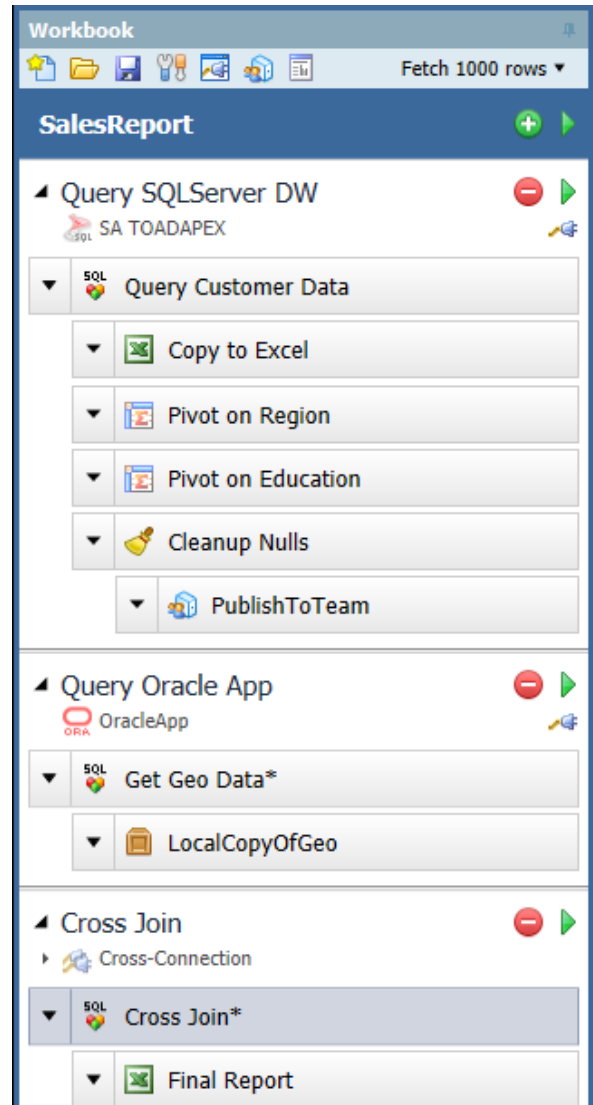 Workbook
Fetch 1000 rows
SalesReport
Query SQLServer DW
SQL SA TOADAPEX
SQL Query Customer Data
Copy to Excel
Pivot on Region
Pivot on Education
Cleanup Nulls
PublishToTeam
Query Oracle App
ORA OracleApp
SQL Get Geo Data*
LocalCopyOfGeo
Cross Join
Cross-Connection
SQL Cross Join*
Final Report